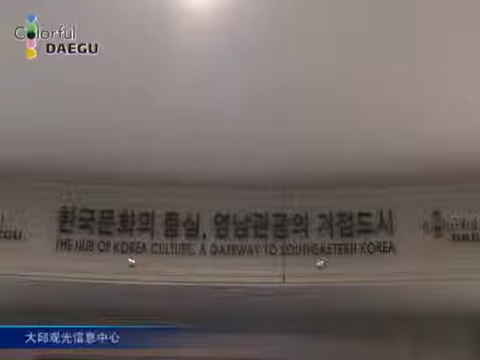 Colorful
DAEGU
한국문화의 중심, 영남관광의 거점도시
THE HUB OF KOREA CULTURE, A GATEWAY TO SOUTHEASTERN KOREA
大邱观光信息中心